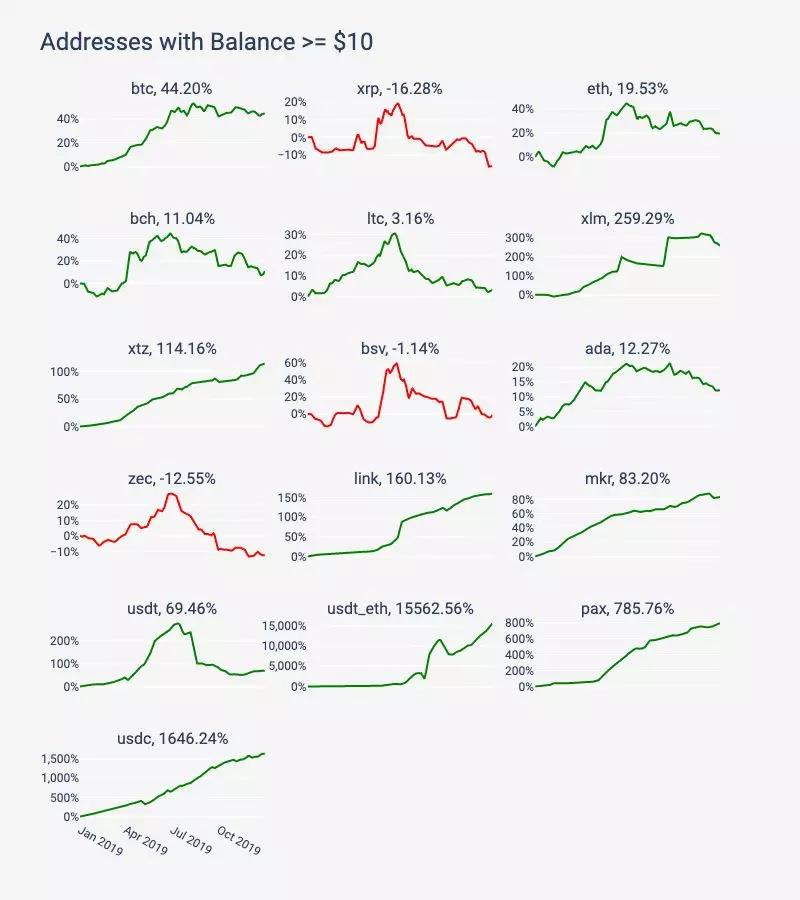 Addresses with Balance >= $10
btc, 44.20%
40%
20%
0%
xrp, -16.28%
20%
10%
0%
−10%
eth, 19.53%
40%
20%
0%
bch, 11.04%
40%
20%
0%
ltc, 3.16%
30%
20%
10%
0%
xlm, 259.29%
300%
200%
100%
0%
xtz, 114.16%
100%
50%
0%
bsv, -1.14%
60%
40%
20%
0%
ada, 12.27%
20%
15%
10%
5%
0%
zec, -12.55%
20%
10%
0%
−10%
link, 160.13%
150%
100%
50%
0%
mkr, 83.20%
80%
60%
40%
20%
0%
usdt, 69.46%
200%
100%
0%
usdt_eth, 15562.56%
15,000%
10,000%
5,000%
0%
pax, 785.76%
800%
600%
400%
200%
0%
usdc, 1646.24%
1,500%
1,000%
500%
0%
Jan 2019
Apr 2019
Jul 2019
Oct 2019